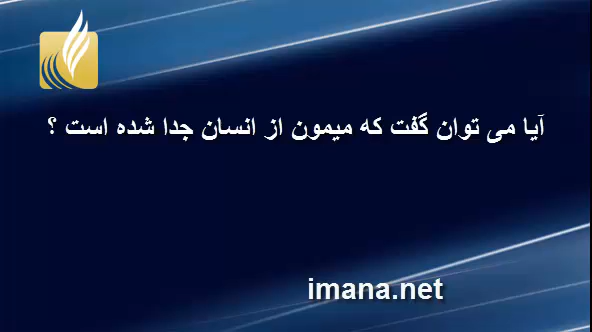 آیا می توان گفت که میمون از انسان جدا شده است ؟
imana.net